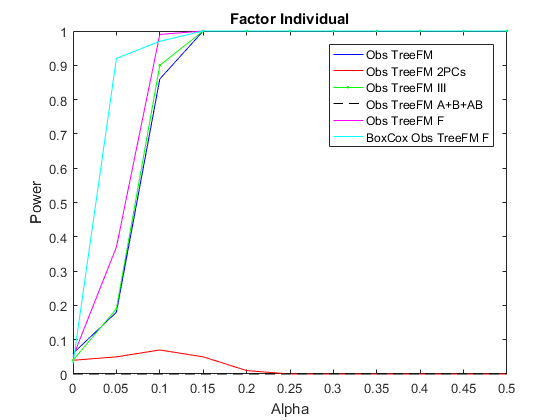 Factor Individual
1
0.9
0.8
0.7
0.6
0.5
0.4
0.3
0.2
0.1
0
Power
Obs TreeFM
Obs TreeFM 2PCs
Obs TreeFM III
Obs TreeFM A+B+AB
Obs TreeFM F
BoxCox Obs TreeFM F
0 0.05 0.1 0.15 0.2 0.25 0.3 0.35 0.4 0.45 0.5
Alpha